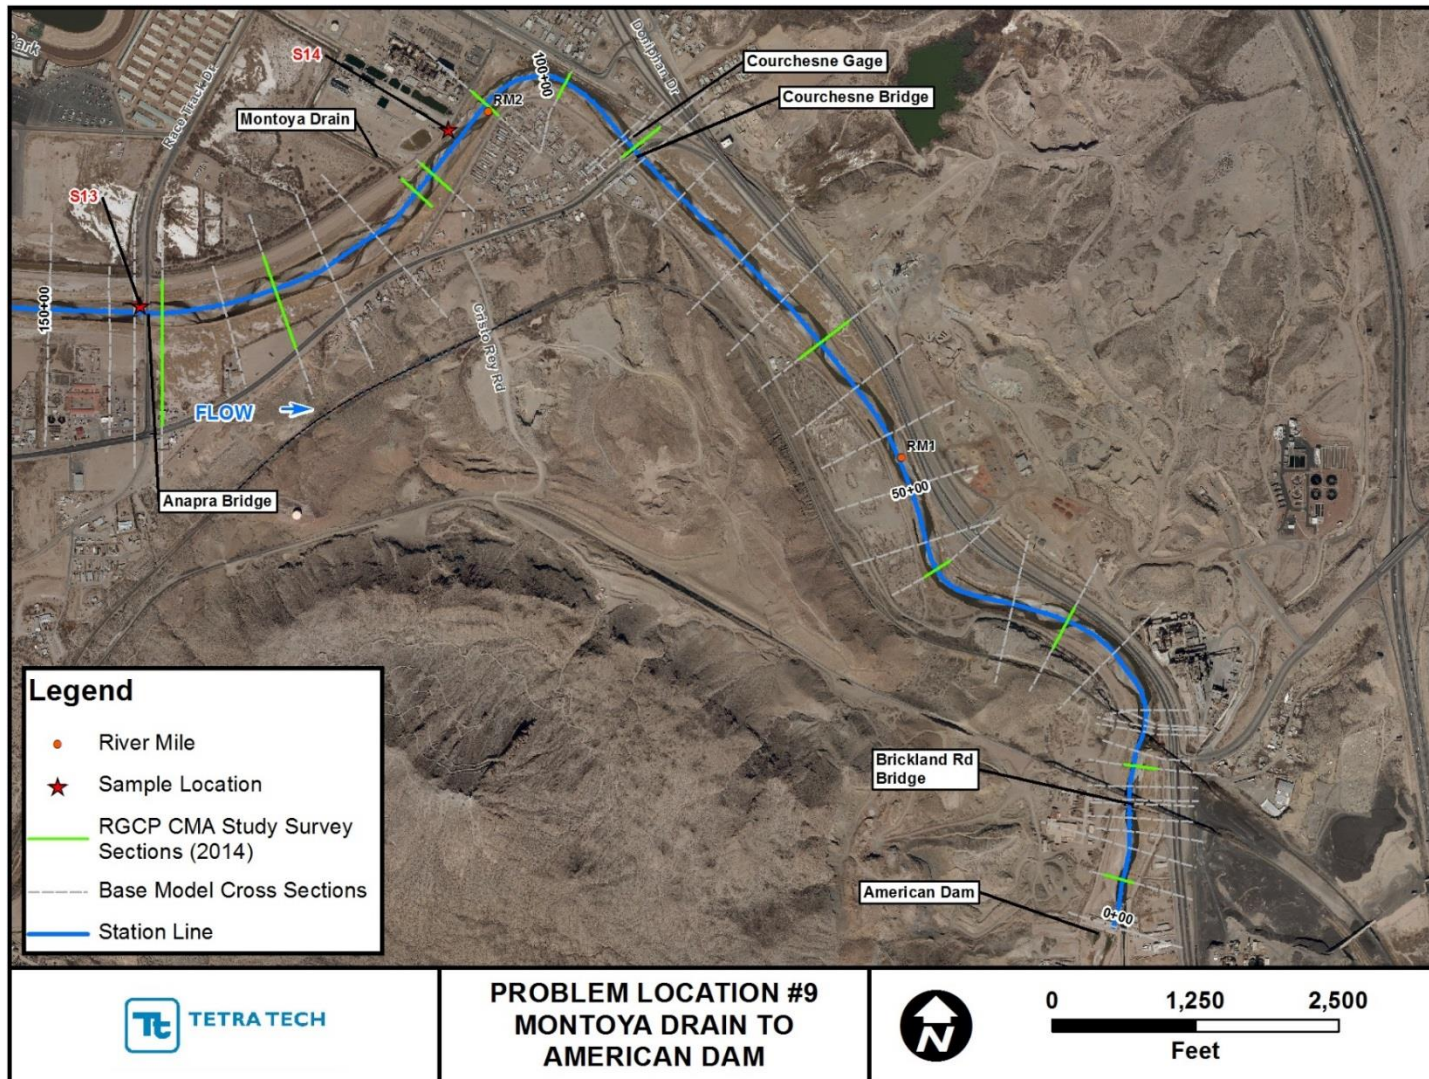 Park
Race Track Dr
S14
Montoya Drain
S13
100+00
RM2
Doniphan Dr
Courchesne Gage
Courchesne Bridge
150+00
FLOW
Cristo Rey Rd
Anapra Bridge
RM1
50+00
Brickland Rd
Bridge
American Dam
0+00
Legend
River Mile
Sample Location
RGCP CMA Study Survey
Sections (2014)
Base Model Cross Sections
Station Line
Tt TETRA TECH
PROBLEM LOCATION #9
MONTOYA DRAIN TO
AMERICAN DAM
N
0 1,250 2,500
Feet